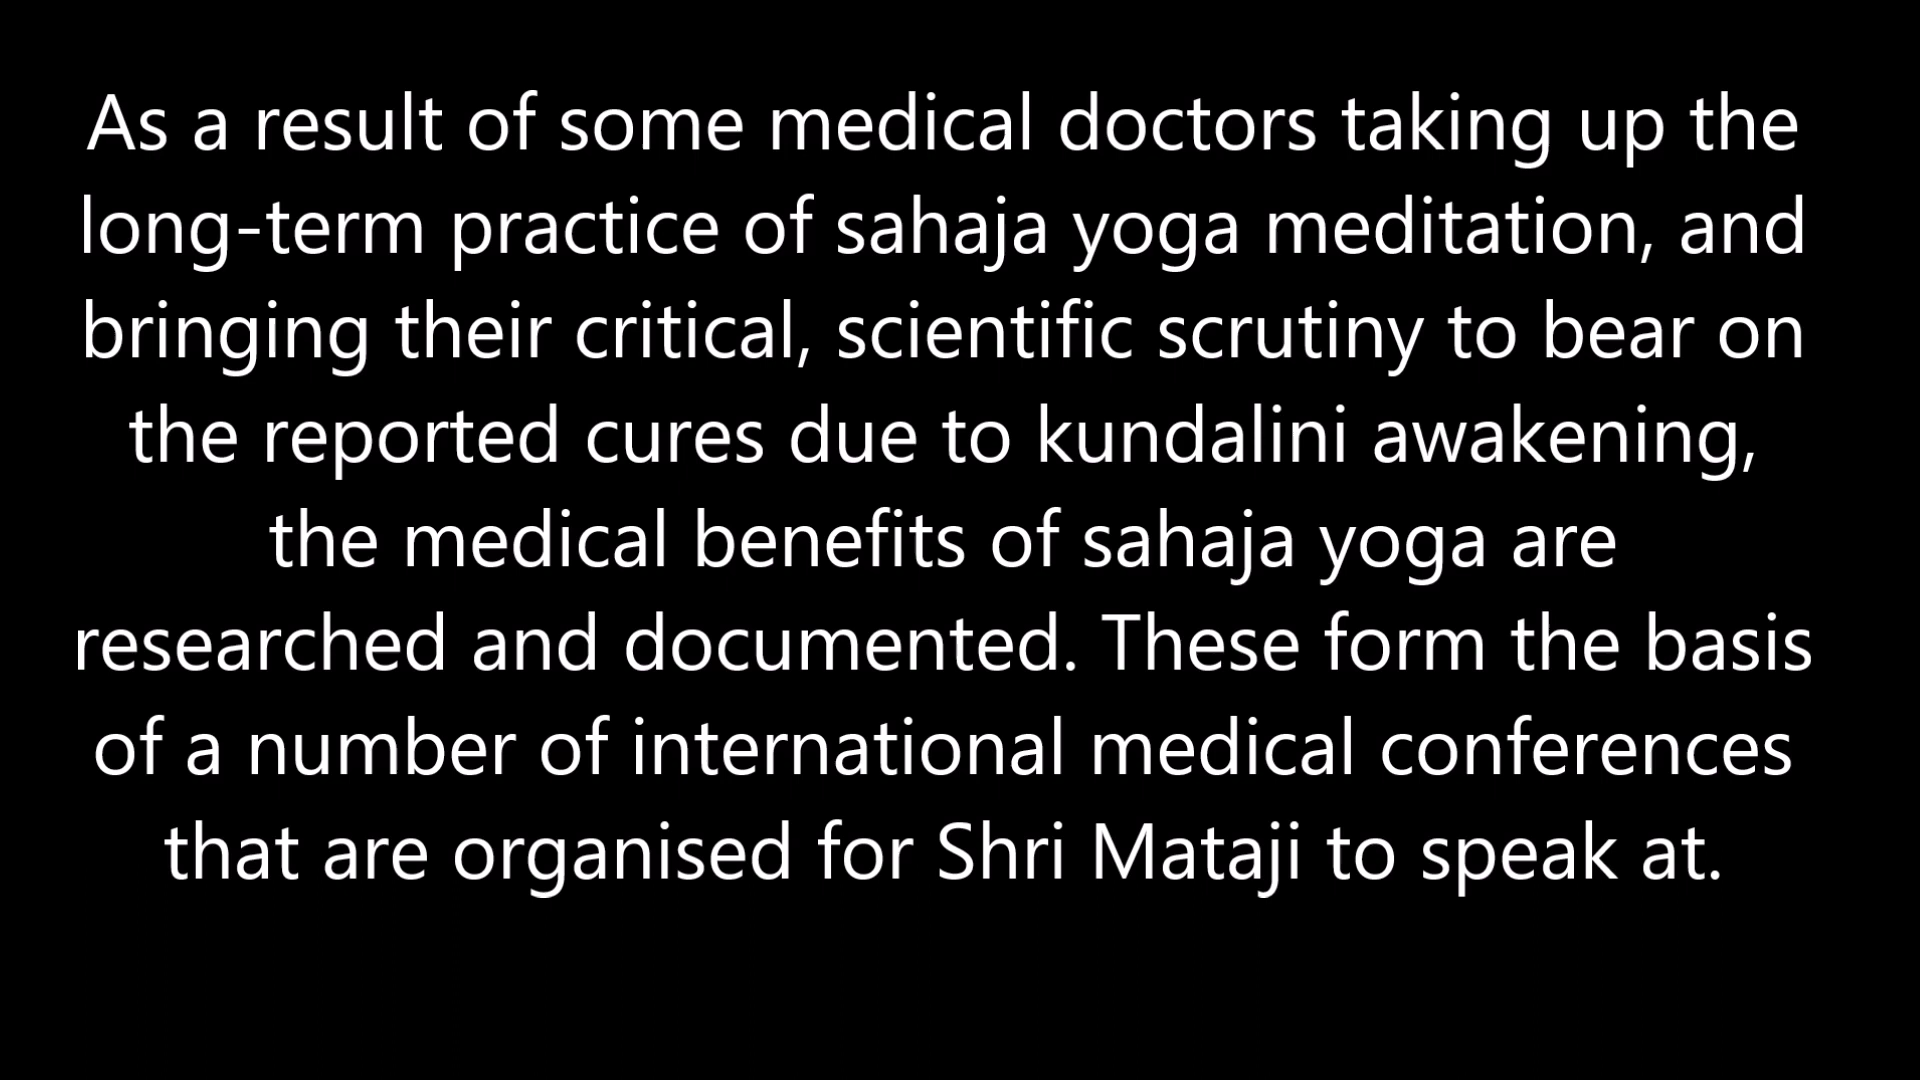 As a result of some medical doctors taking up the
long-term practice of sahaja yoga meditation, and
bringing their critical, scientific scrutiny to bear on
the reported cures due to kundalini awakening,
the medical benefits of sahaja yoga are
researched and documented. These form the basis
of a number of international medical conferences
that are organised for Shri Mataji to speak at.